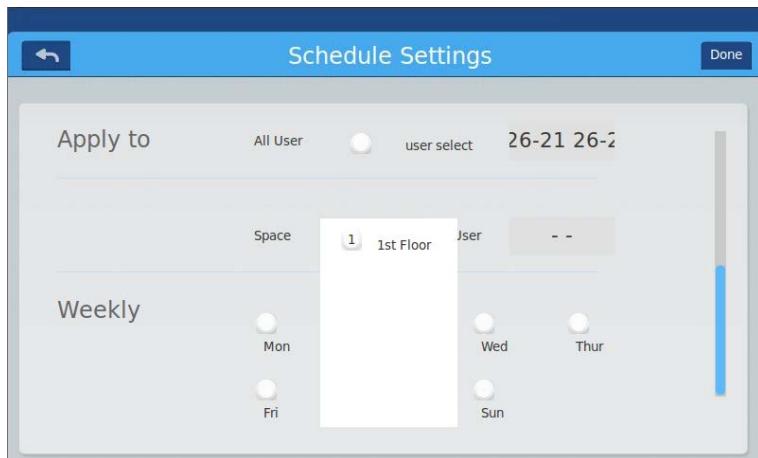 Schedule Settings Done
Apply to All User user select 26-21 26-2
Space 1 1st Floor User - -
Weekly
Mon Wed Thur
Fri Sun